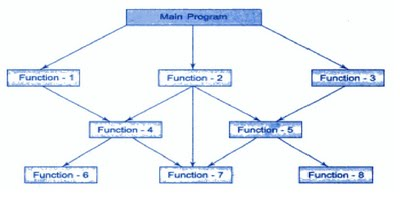 Main Program
Function - 1
Function - 2
Function - 3
Function - 4
Function - 5
Function - 6
Function - 7
Function - 8